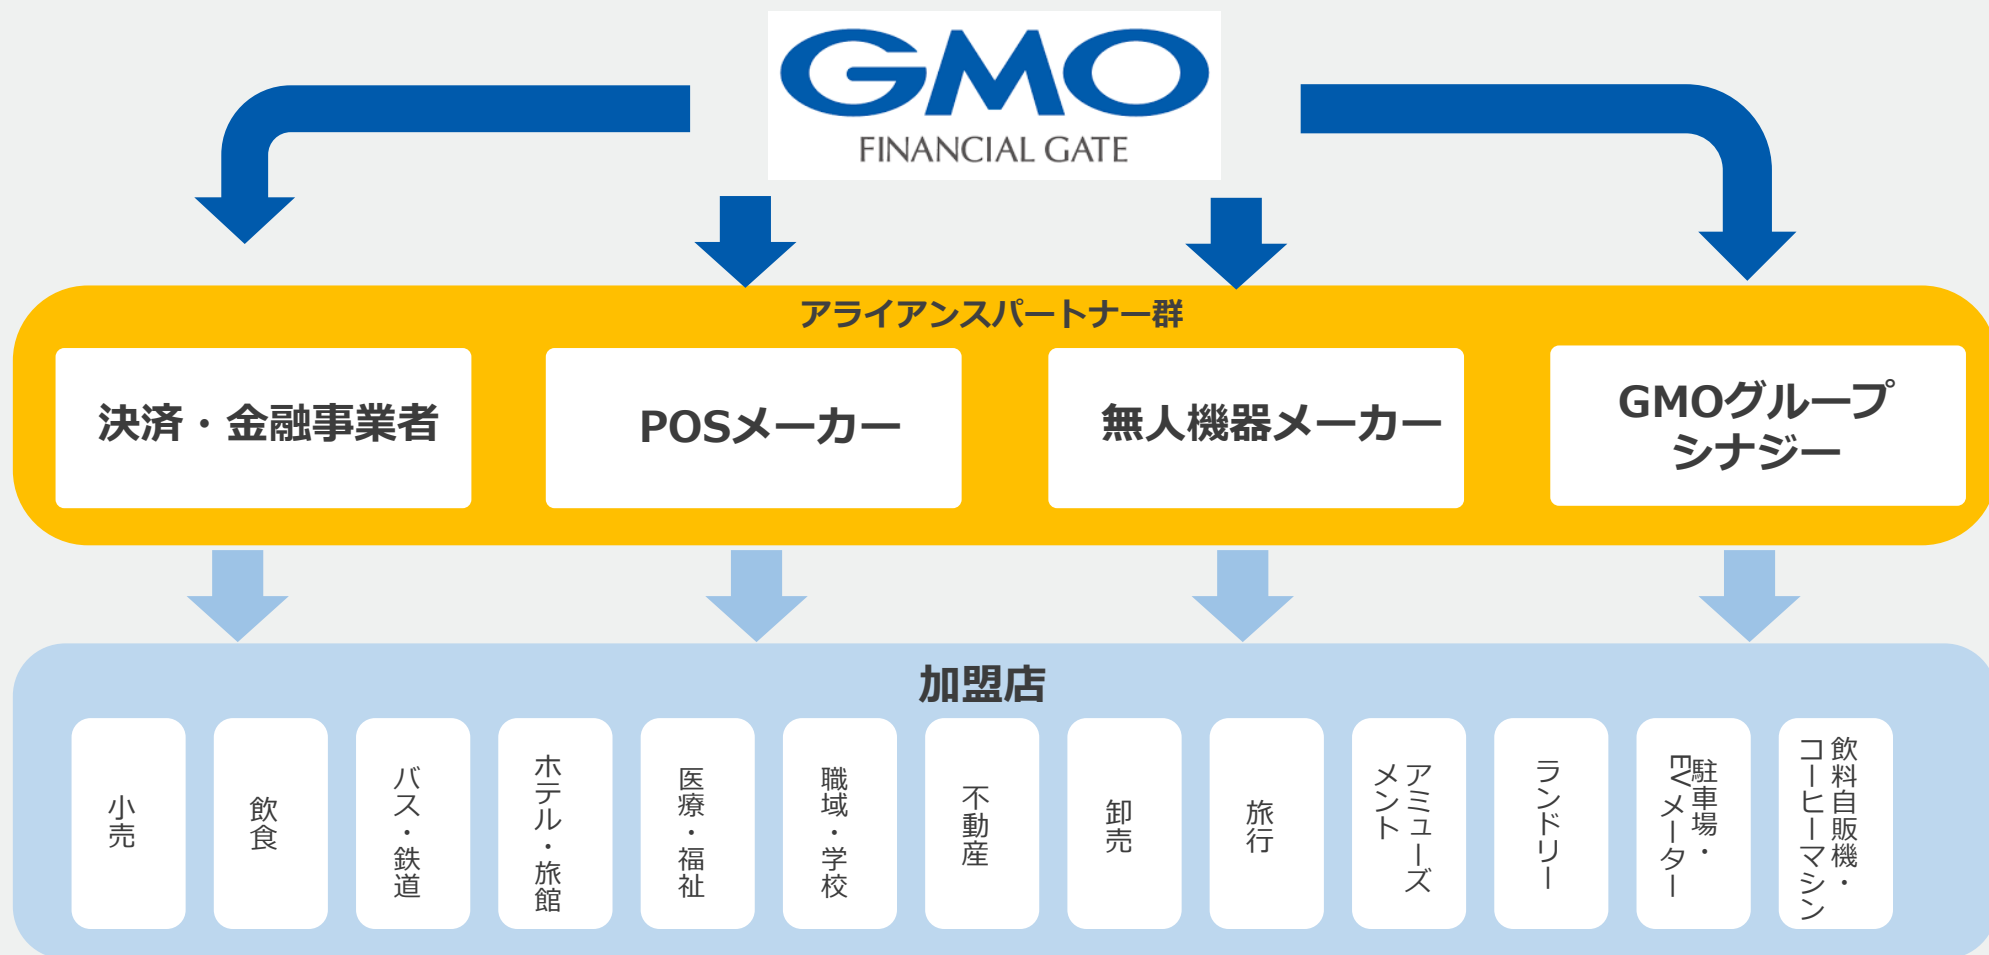 GMO
FINANCIAL GATE
アライアンスパートナー群
決済・金融事業者
POSメーカー
無人機器メーカー
GMOグループ
シナジー
加盟店
小売
飲食
バス・鉄道
ホテル・旅館
医療・福祉
職域・学校
不動産
卸売
旅行
アミューズ
メント
ランドリー
駐車場・
EVメーター
飲料自販機・
コーヒーマシン